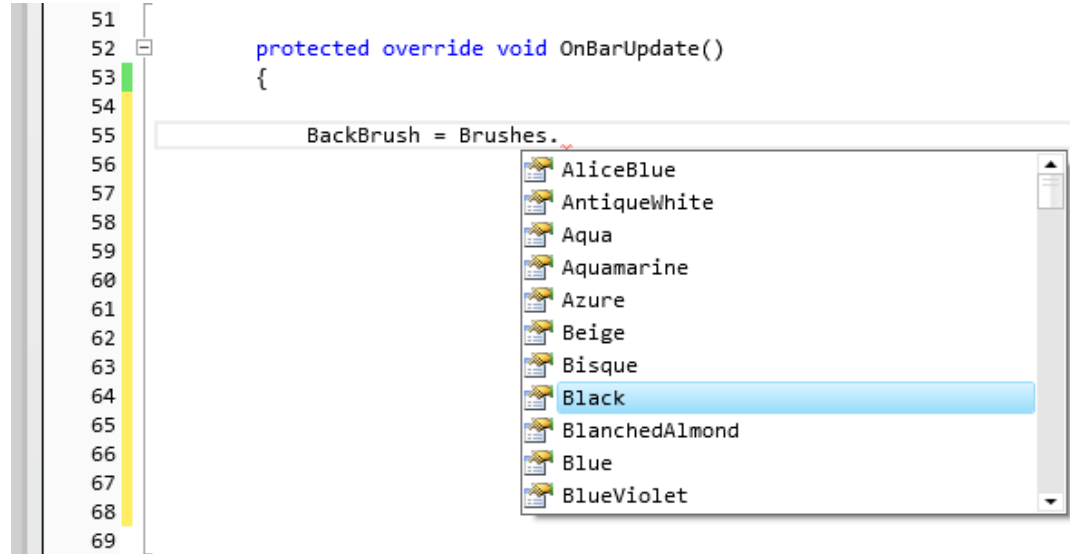 51
52 protected override void OnBarUpdate()
53 {
54
55 BackBrush = Brushes.
56 AliceBlue
57 AntiqueWhite
58 Aqua
59 Aquamarine
60 Azure
61 Beige
62 Bisque
63
64 Black
65 BlanchedAlmond
66 Blue
67 BlueViolet
68
69